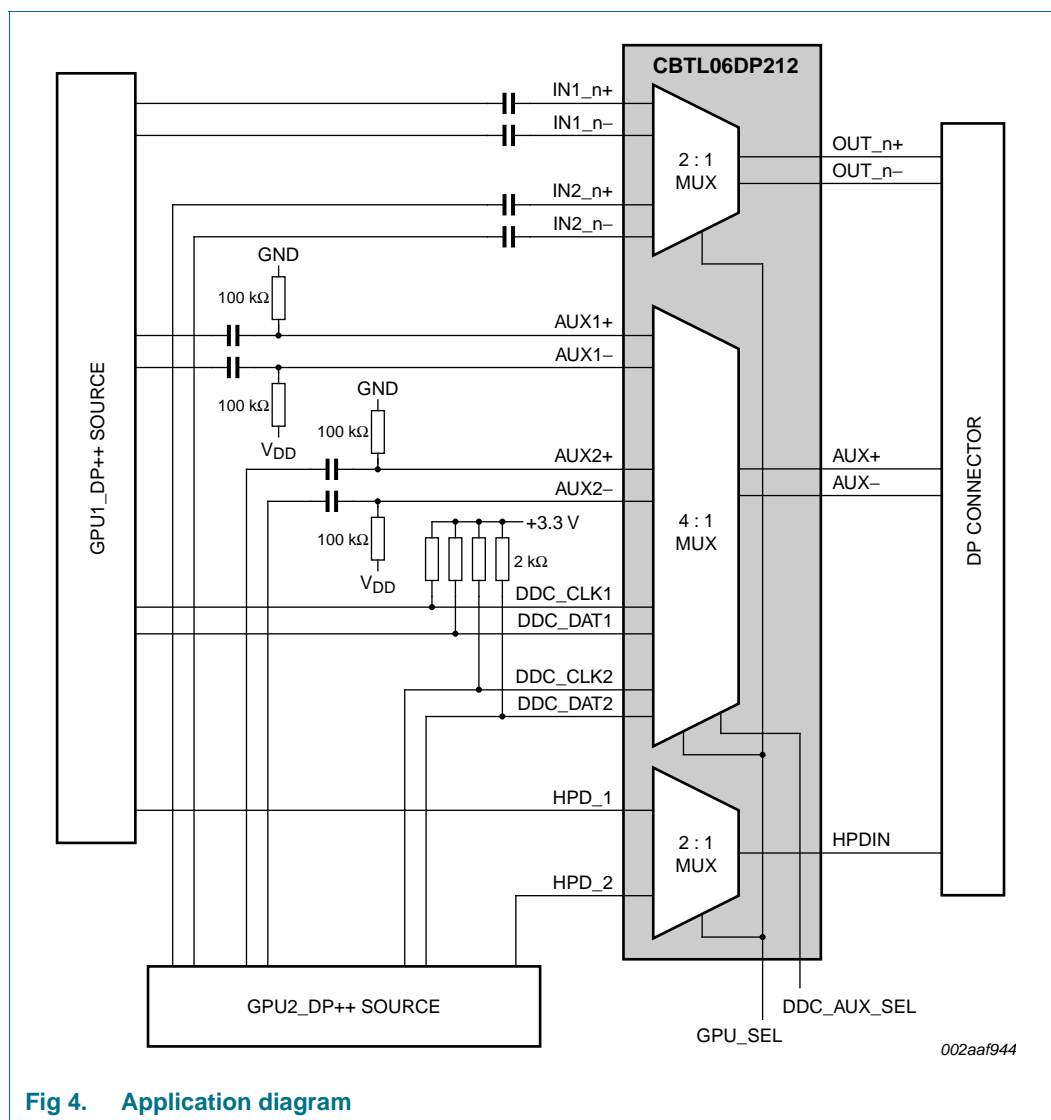 CBTL06DP212
IN1_n+
IN1_n−
OUT_n+
2 : 1
MUX
OUT_n−
IN2_n+
IN2_n−
GND
100 kΩ
AUX1+
AUX1−
GND
100 kΩ
VDD
100 kΩ
GPU1_DP++ SOURCE
AUX2+
AUX+
AUX2−
AUX−
DP CONNECTOR
4 : 1
MUX
+3.3 V
100 kΩ
2 kΩ
VDD
DDC_CLK1
DDC_DAT1
DDC_CLK2
DDC_DAT2
HPD_1
2 : 1
MUX
HPDIN
HPD_2
GPU2_DP++ SOURCE
DDC_AUX_SEL
GPU_SEL
002aaf944
Fig 4. Application diagram